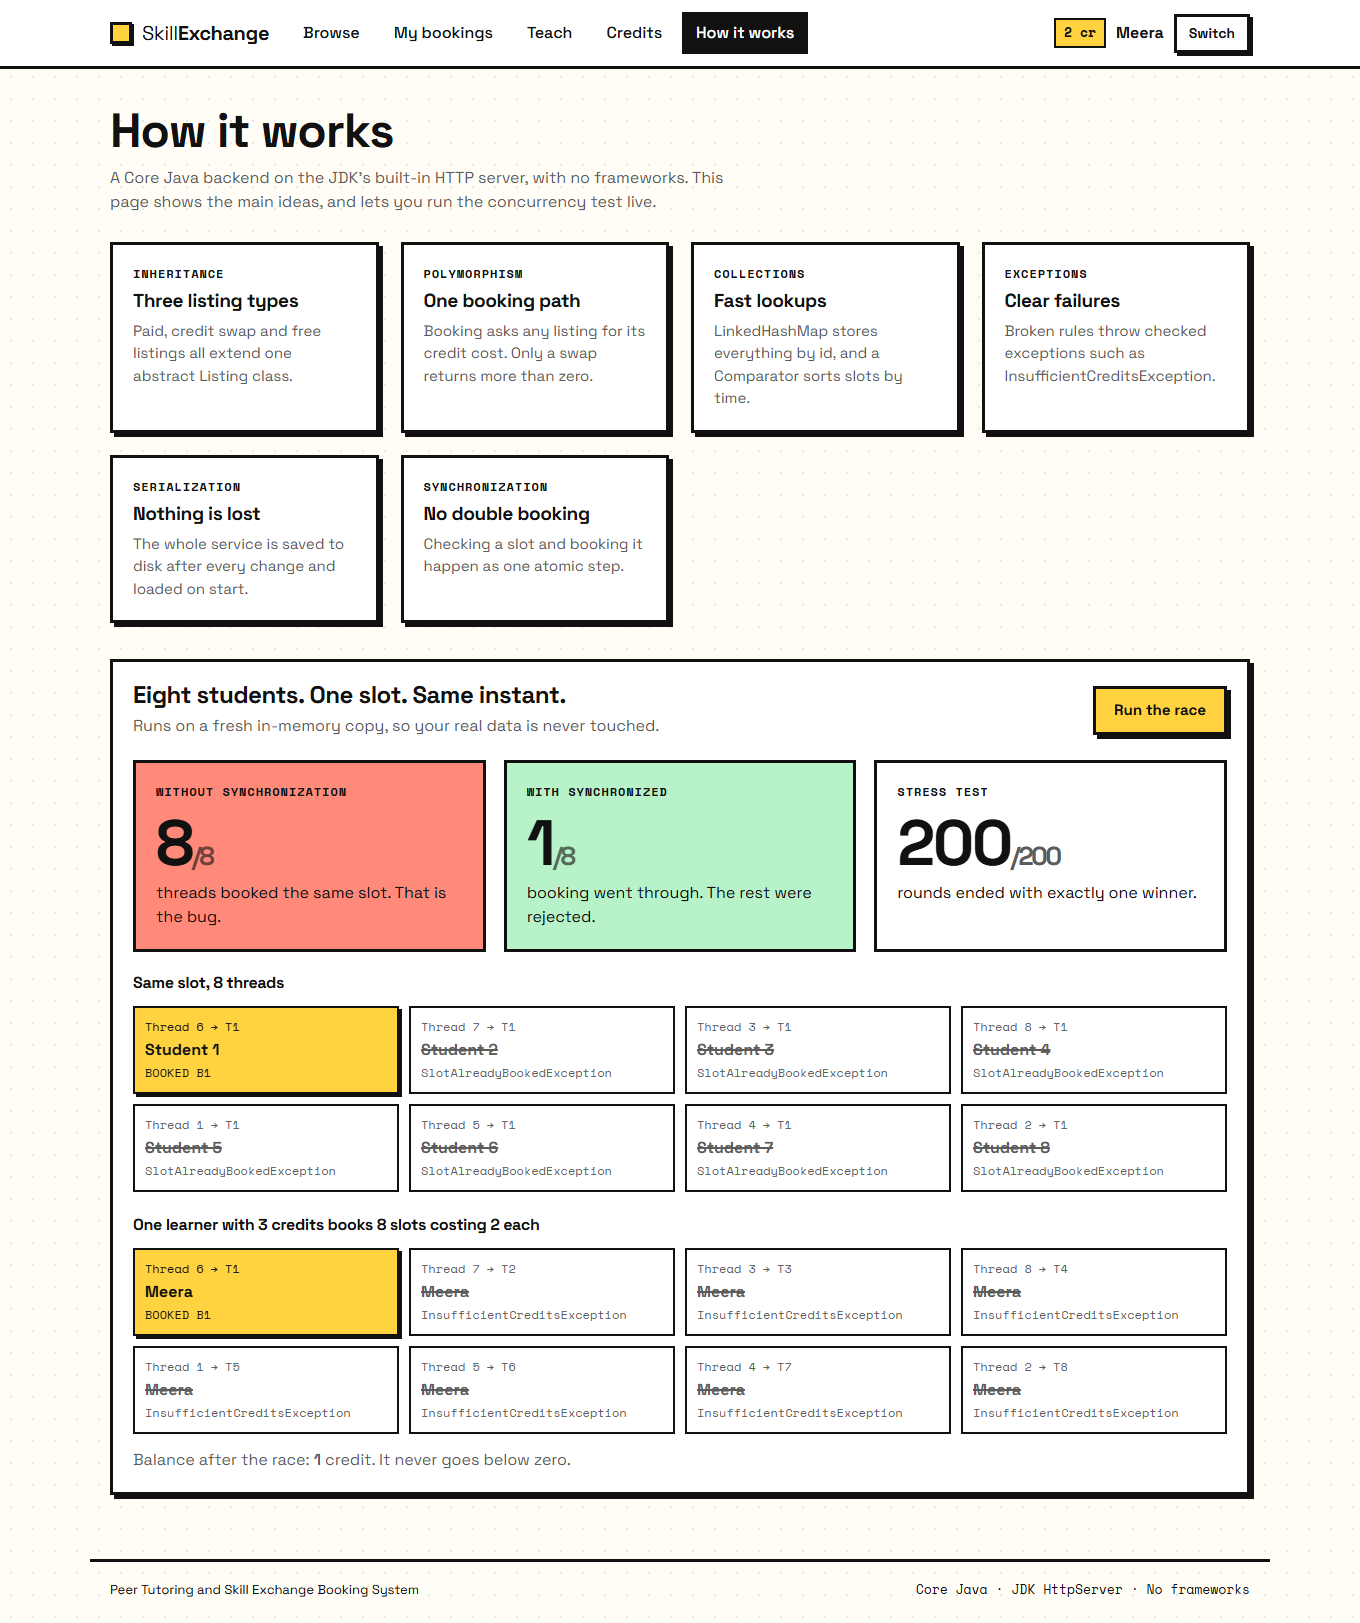 SkillExchange Browse My bookings Teach Credits How it works 2 cr Meera Switch
How it works
A Core Java backend on the JDK's built-in HTTP server, with no frameworks. This
page shows the main ideas, and lets you run the concurrency test live.
INHERITANCE
Three listing types
Paid, credit swap and free
listings all extend one
abstract Listing class.
POLYMORPHISM
One booking path
Booking asks any listing for its
credit cost. Only a swap
returns more than zero.
COLLECTIONS
Fast lookups
LinkedHashMap stores
everything by id, and a
Comparator sorts slots by
time.
EXCEPTIONS
Clear failures
Broken rules throw checked
exceptions such as
InsufficientCreditsException.
SERIALIZATION
Nothing is lost
The whole service is saved to
disk after every change and
loaded on start.
SYNCHRONIZATION
No double booking
Checking a slot and booking it
happen as one atomic step.
Eight students. One slot. Same instant.
Runs on a fresh in-memory copy, so your real data is never touched.
Run the race
WITHOUT SYNCHRONIZATION
8/8
threads booked the same slot. That is
the bug.
WITH SYNCHRONIZED
1/8
booking went through. The rest were
rejected.
STRESS TEST
200/200
rounds ended with exactly one winner.
Same slot, 8 threads
Thread 6 → T1
Student 1
BOOKED B1
Thread 7 → T1
Student 2
SlotAlreadyBookedException
Thread 3 → T1
Student 3
SlotAlreadyBookedException
Thread 8 → T1
Student 4
SlotAlreadyBookedException
Thread 1 → T1
Student 5
SlotAlreadyBookedException
Thread 5 → T1
Student 6
SlotAlreadyBookedException
Thread 4 → T1
Student 7
SlotAlreadyBookedException
Thread 2 → T1
Student 8
SlotAlreadyBookedException
One learner with 3 credits books 8 slots costing 2 each
Thread 6 → T1
Meera
BOOKED B1
Thread 7 → T2
Meera
InsufficientCreditsException
Thread 3 → T3
Meera
InsufficientCreditsException
Thread 8 → T4
Meera
InsufficientCreditsException
Thread 1 → T5
Meera
InsufficientCreditsException
Thread 5 → T6
Meera
InsufficientCreditsException
Thread 4 → T7
Meera
InsufficientCreditsException
Thread 2 → T8
Meera
InsufficientCreditsException
Balance after the race: 1 credit. It never goes below zero.
Peer Tutoring and Skill Exchange Booking System
Core Java · JDK HttpServer · No frameworks